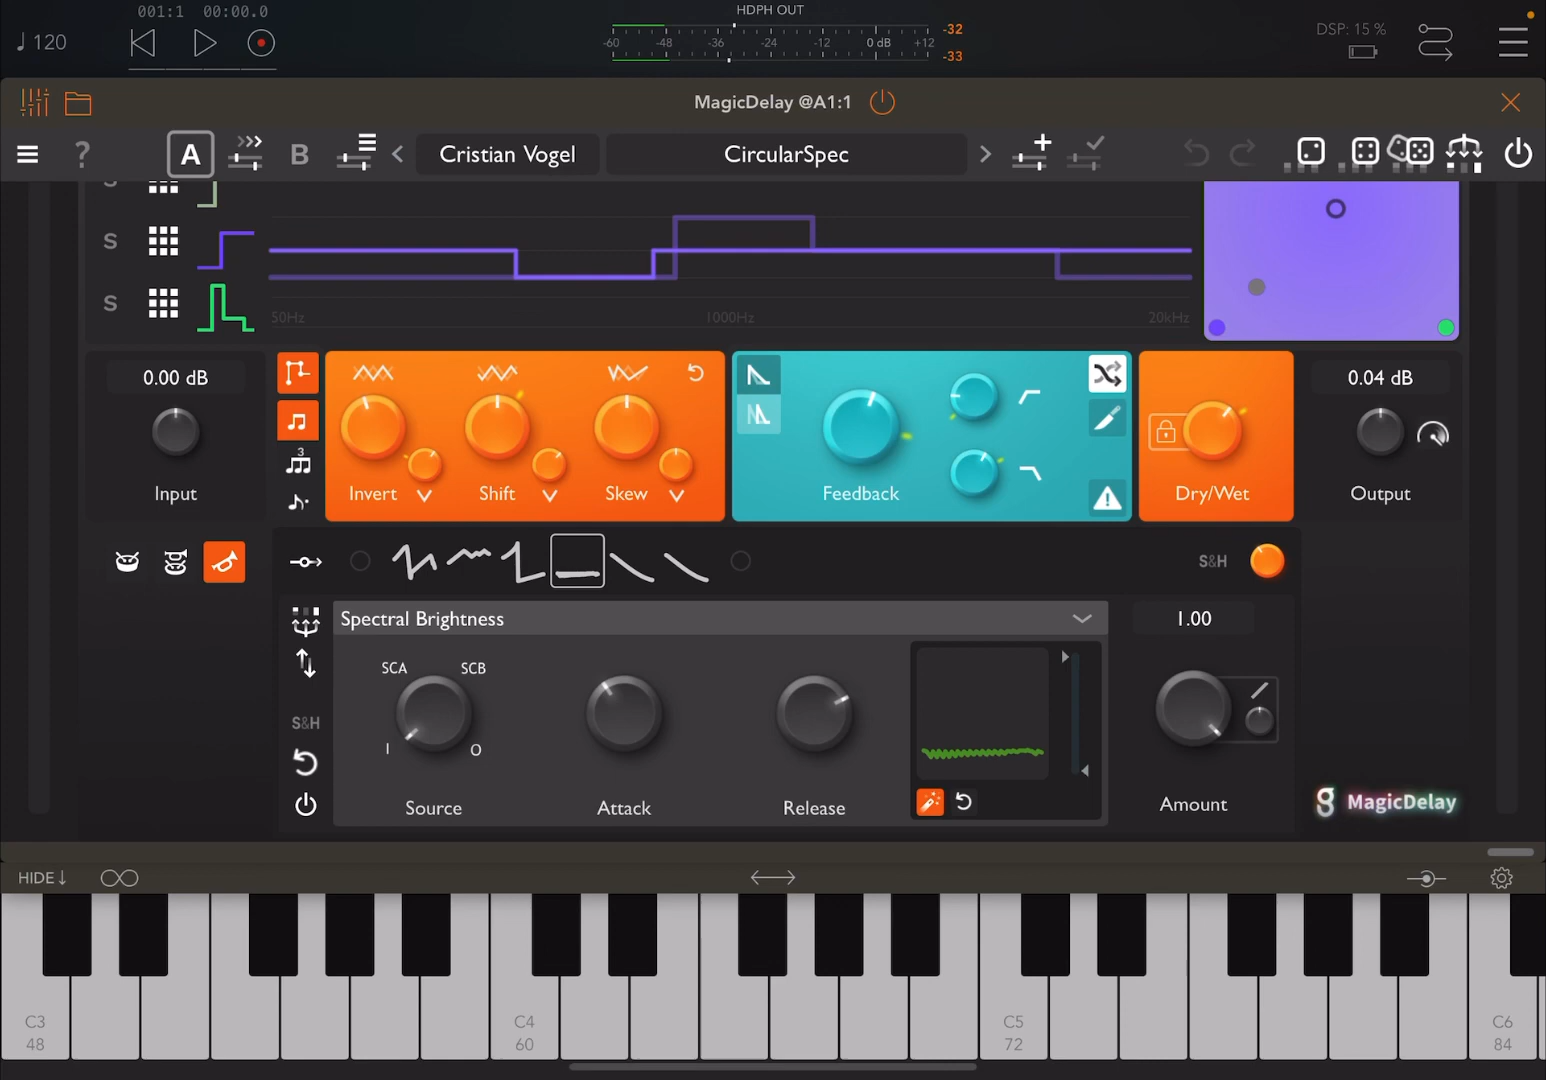 001:1 00:00.0
HDPH OUT
♩ 120
-60 -48 -36 -24 -12 0 dB +12
-32
-33
DSP: 15 %
MagicDelay @A1:1
? A B Cristian Vogel CircularSpec
S
S
50Hz 1000Hz 20kHz
0.00 dB
0.04 dB
3
Input
Invert Shift Skew
Feedback
Dry/Wet
Output
S&H
Spectral Brightness
1.00
SCA SCB
S&H
I O
Source Attack Release
Amount
MagicDelay
HIDE↓
C3 C4 C5 C6
48 60 72 84